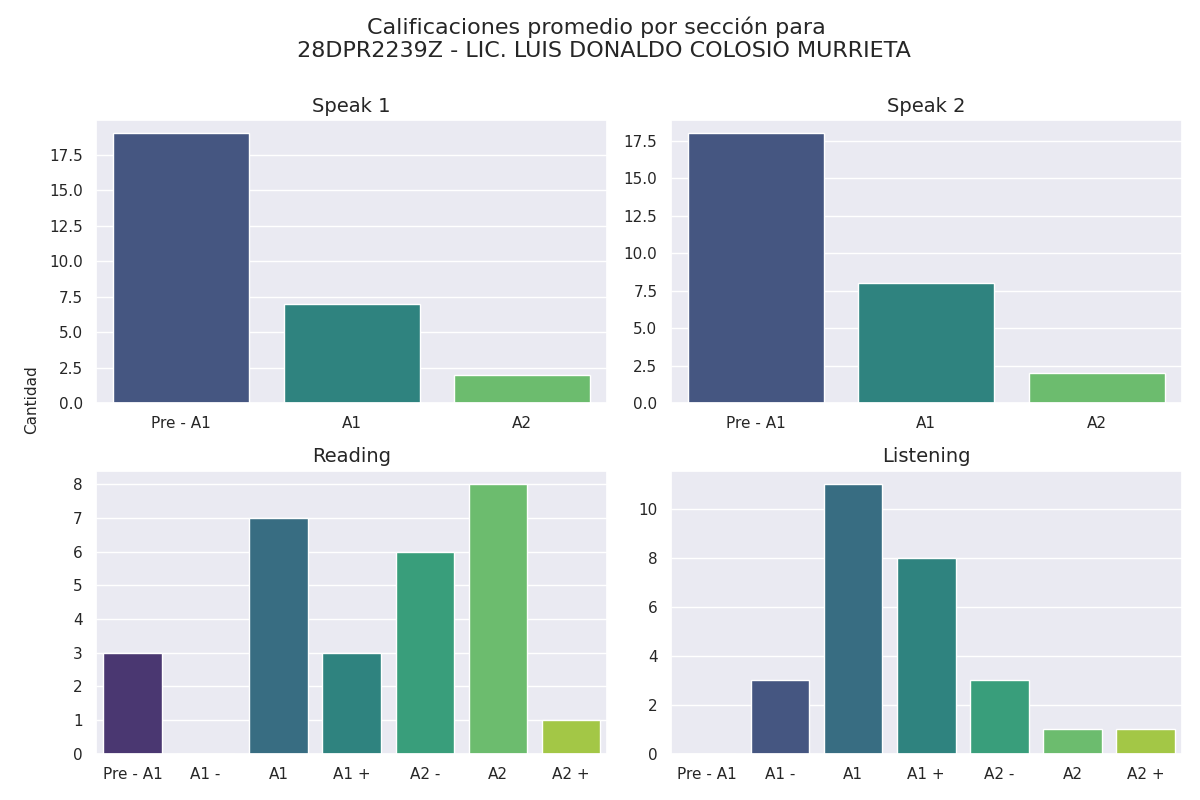 Calificaciones promedio por sección para
28DPR2239Z - LIC. LUIS DONALDO COLOSIO MURRIETA
Speak 1
17.5
15.0
12.5
10.0
7.5
5.0
2.5
0.0
Pre - A1 A1 A2
Speak 2
17.5
15.0
12.5
10.0
7.5
5.0
2.5
0.0
Pre - A1 A1 A2
Cantidad
Reading
8
7
6
5
4
3
2
1
0
Pre - A1 A1 - A1 A1 + A2 - A2 A2 +
Listening
10
8
6
4
2
0
Pre - A1 A1 - A1 A1 + A2 - A2 A2 +